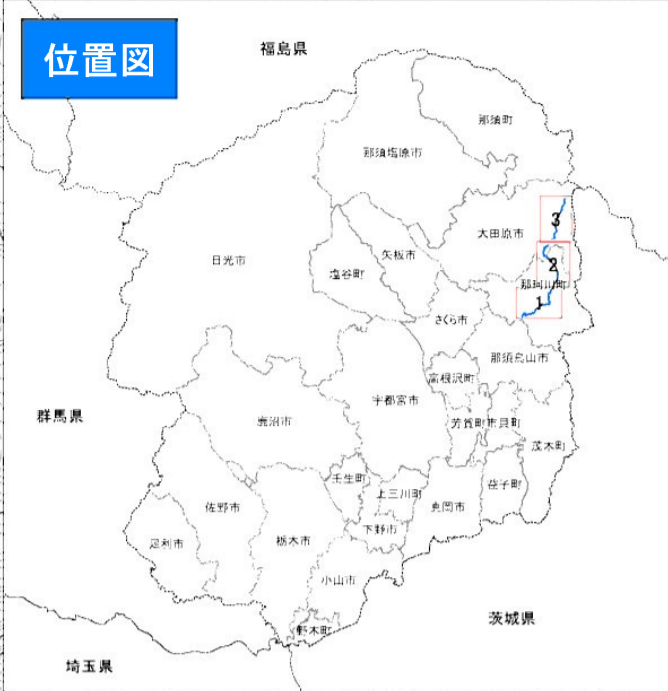 位置図
福島県
那須町
那須塩原市
大田原市
3
日光市
矢板市
塩谷町
2
那珂川町
1
さくら市
那須烏山市
高根沢町
宇都宮市
群馬県
鹿沼市
芳賀町
市貝町
茂木町
壬生町
上三川町
益子町
佐野市
真岡市
下野市
足利市
栃木市
小山市
茨城県
野木町
埼玉県